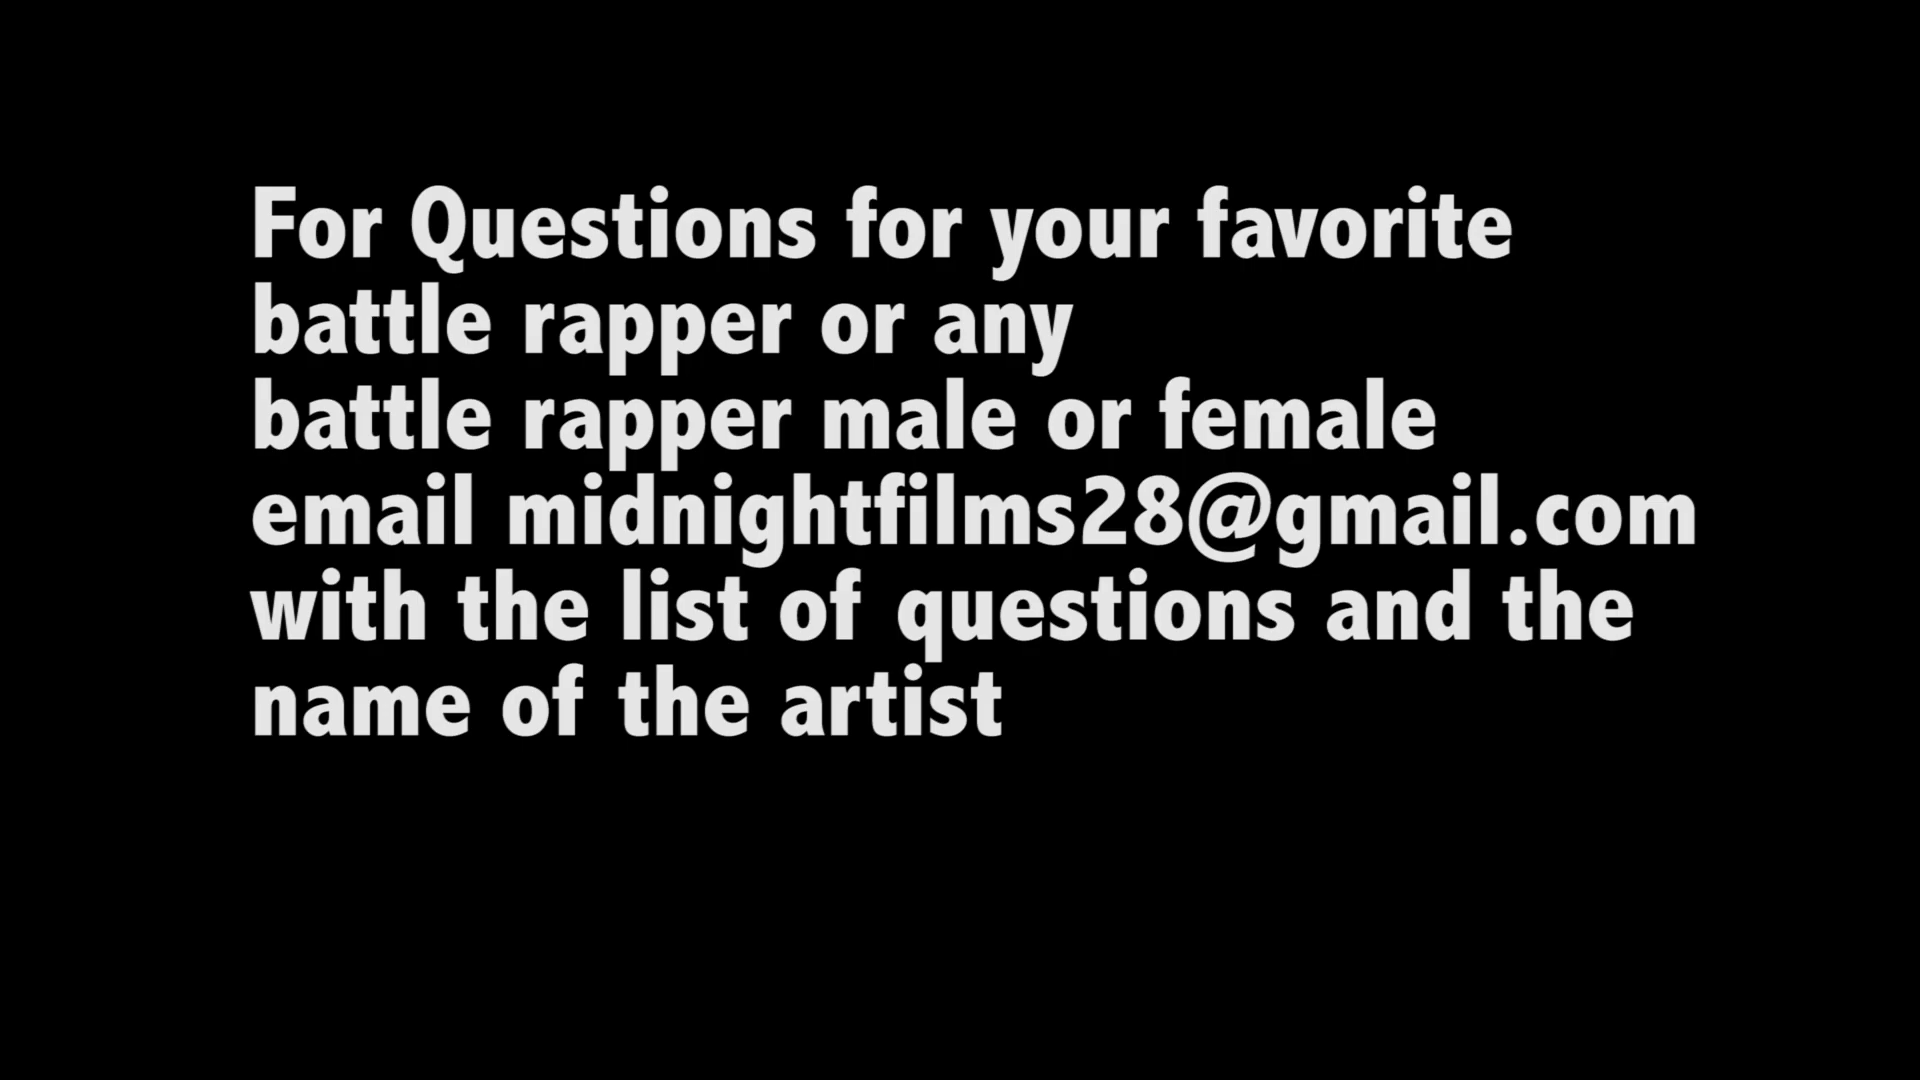 For Questions for your favorite
battle rapper or any
battle rapper male or female
email midnightfilms28@gmail.com
with the list of questions and the
name of the artist